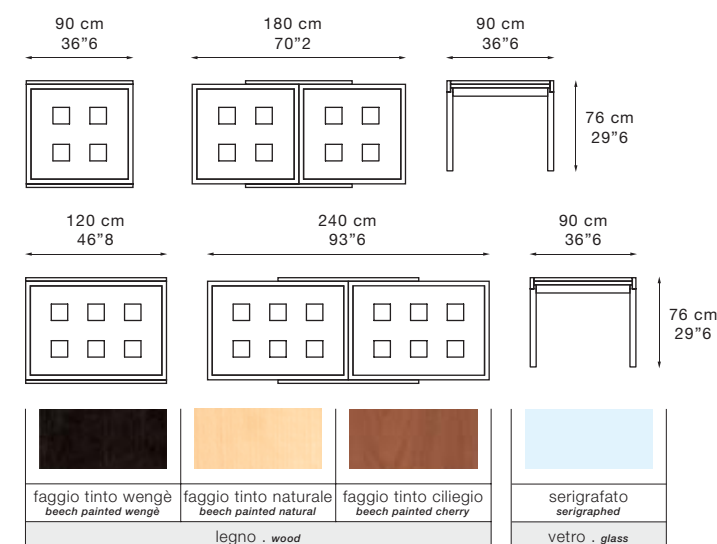 90 cm
36”6
180 cm
70”2
90 cm
36”6
76 cm
29”6
120 cm
46”8
240 cm
93”6
90 cm
36”6
76 cm
29”6
faggio tinto wengè
beech painted wengè
faggio tinto naturale
beech painted natural
faggio tinto ciliegio
beech painted cherry
serigrafato
serigraphed
legno . wood
vetro . glass